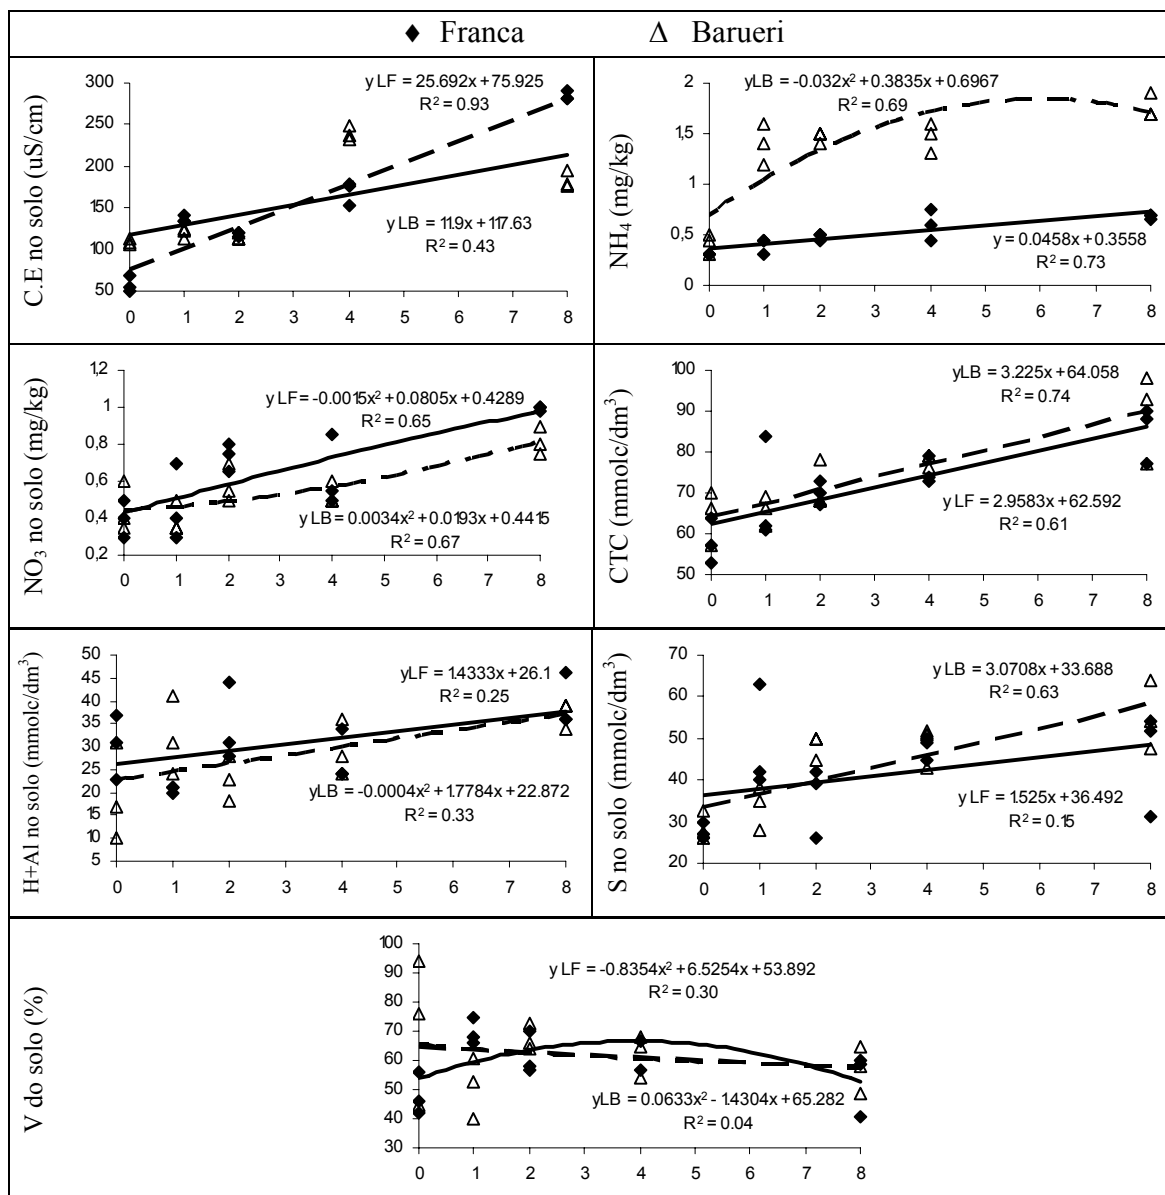 ◆ Franca Δ Barueri
C.E no solo (uS/cm)
300
250
200
150
100
50
0 1 2 3 4 5 6 7 8
y LF = 25.692x + 75.925
R² = 0.93
y LB = 11.9x + 117.63
R² = 0.43
NH₄ (mg/kg)
2
1,5
1
0,5
0
0 1 2 3 4 5 6 7 8
yLB = -0.032x² + 0.3835x + 0.6967
R² = 0.69
y = 0.0458x + 0.3558
R² = 0.73
NO₃ no solo (mg/kg)
1,2
1
0,8
0,6
0,4
0,2
0 1 2 3 4 5 6 7 8
y LF = -0.0015x² + 0.0805x + 0.4289
R² = 0.65
y LB = 0.0034x² + 0.0193x + 0.4415
R² = 0.67
CTC (mmolc/dm³)
100
90
80
70
60
50
0 1 2 3 4 5 6 7 8
yLB = 3.225x + 64.058
R² = 0.74
y LF = 2.9583x + 62.592
R² = 0.61
H+Al no solo (mmolc/dm³)
50
45
40
35
30
25
20
15
10
5
0 1 2 3 4 5 6 7 8
yLF = 1.4333x + 26.1
R² = 0.25
yLB = -0.0004x² + 1.7784x + 22.872
R² = 0.33
S no solo (mmolc/dm³)
70
60
50
40
30
20
0 1 2 3 4 5 6 7 8
y LB = 3.0708x + 33.688
R² = 0.63
y LF = 1.525x + 36.492
R² = 0.15
V do solo (%)
100
90
80
70
60
50
40
30
0 1 2 3 4 5 6 7 8
y LF = -0.8354x² + 6.5254x + 53.892
R² = 0.30
yLB = 0.0633x² - 1.4304x + 65.282
R² = 0.04